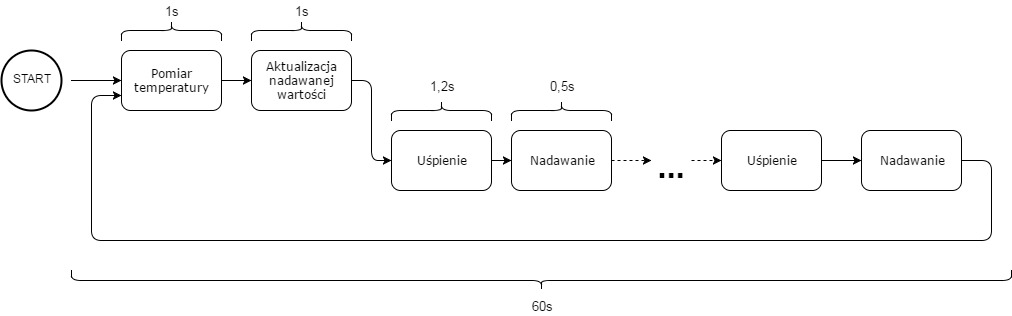 1s
1s
START
Pomiar
temperatury
Aktualizacja
nadawanej
wartości
1,2s
0,5s
Uśpienie
Nadawanie
...
Uśpienie
Nadawanie
60s